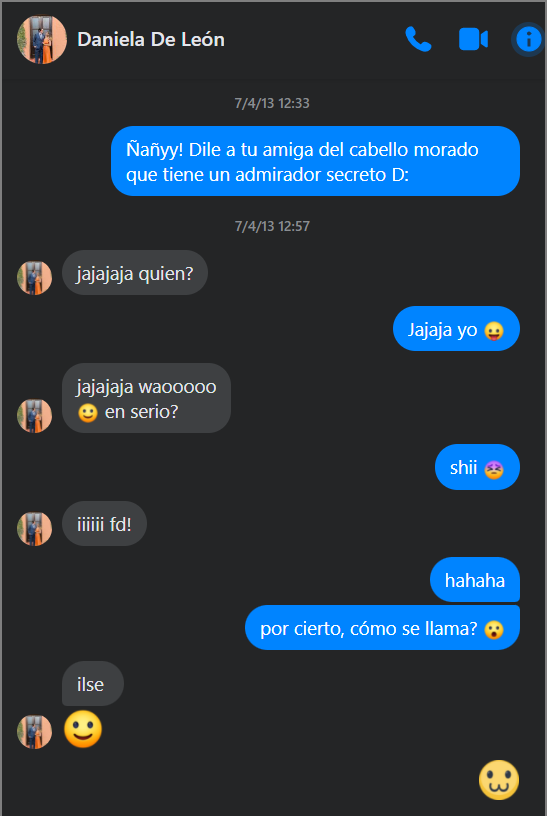 Daniela De León
7/4/13 12:33
Ñañyy! Dile a tu amiga del cabello morado
que tiene un admirador secreto D:
7/4/13 12:57
jajajaja quien?
Jajaja yo 😛
jajajaja waooooo
🙂 en serio?
shii 😣
iiiiii fd!
hahaha
por cierto, cómo se llama? 😮
ilse
🙂